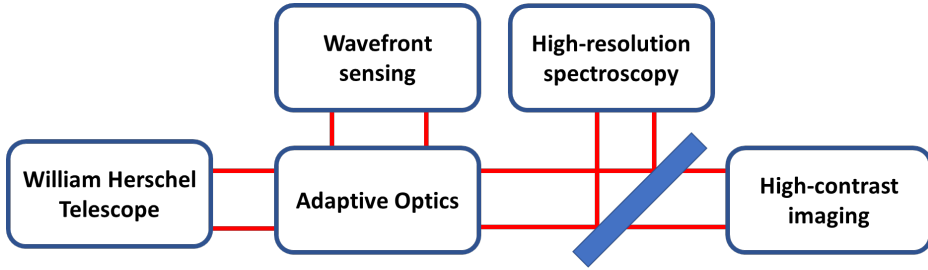 Wavefront
sensing
High-resolution
spectroscopy
William Herschel
Telescope
Adaptive Optics
High-contrast
imaging